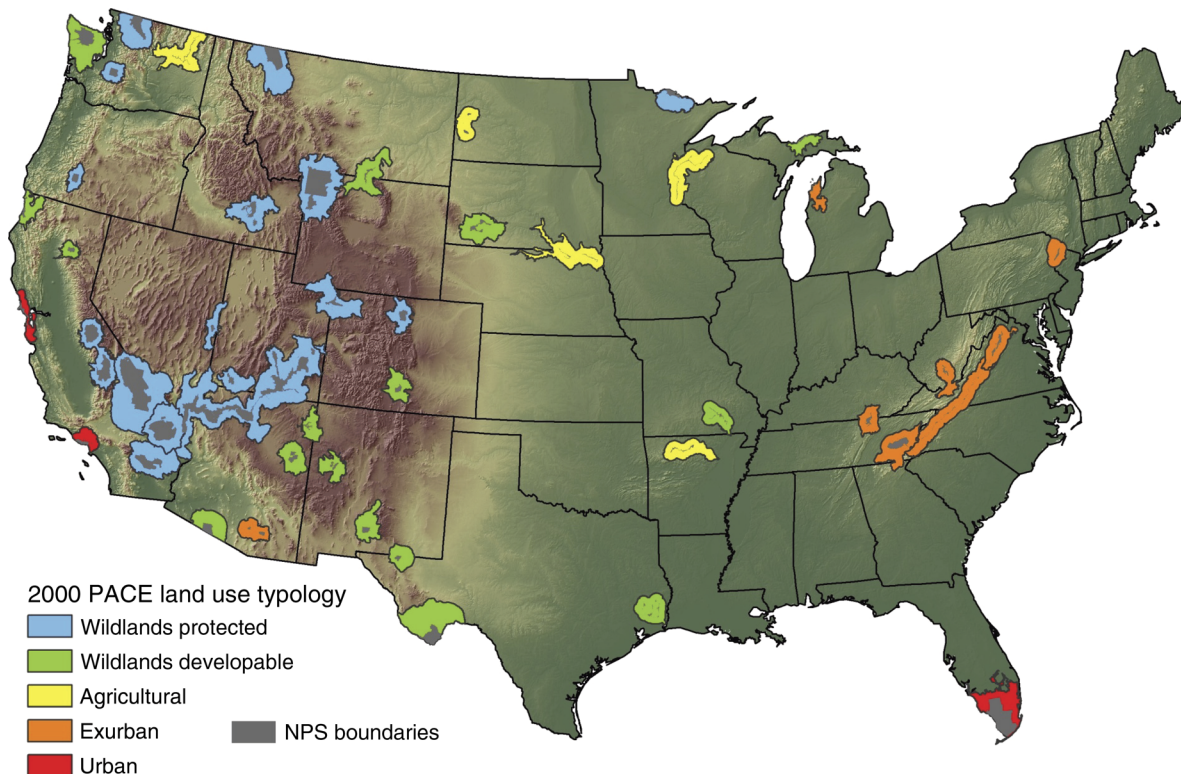 2000 PACE land use typology
Wildlands protected
Wildlands developable
Agricultural
Exurban
NPS boundaries
Urban